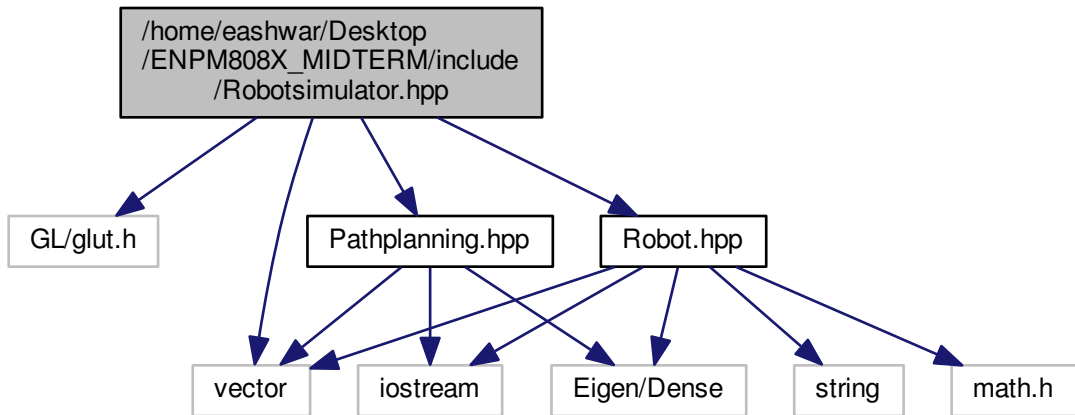 /home/eashwar/Desktop
/ENPM808X_MIDTERM/include
/Robotsimulator.hpp
GL/glut.h
Pathplanning.hpp
Robot.hpp
vector
iostream
Eigen/Dense
string
math.h